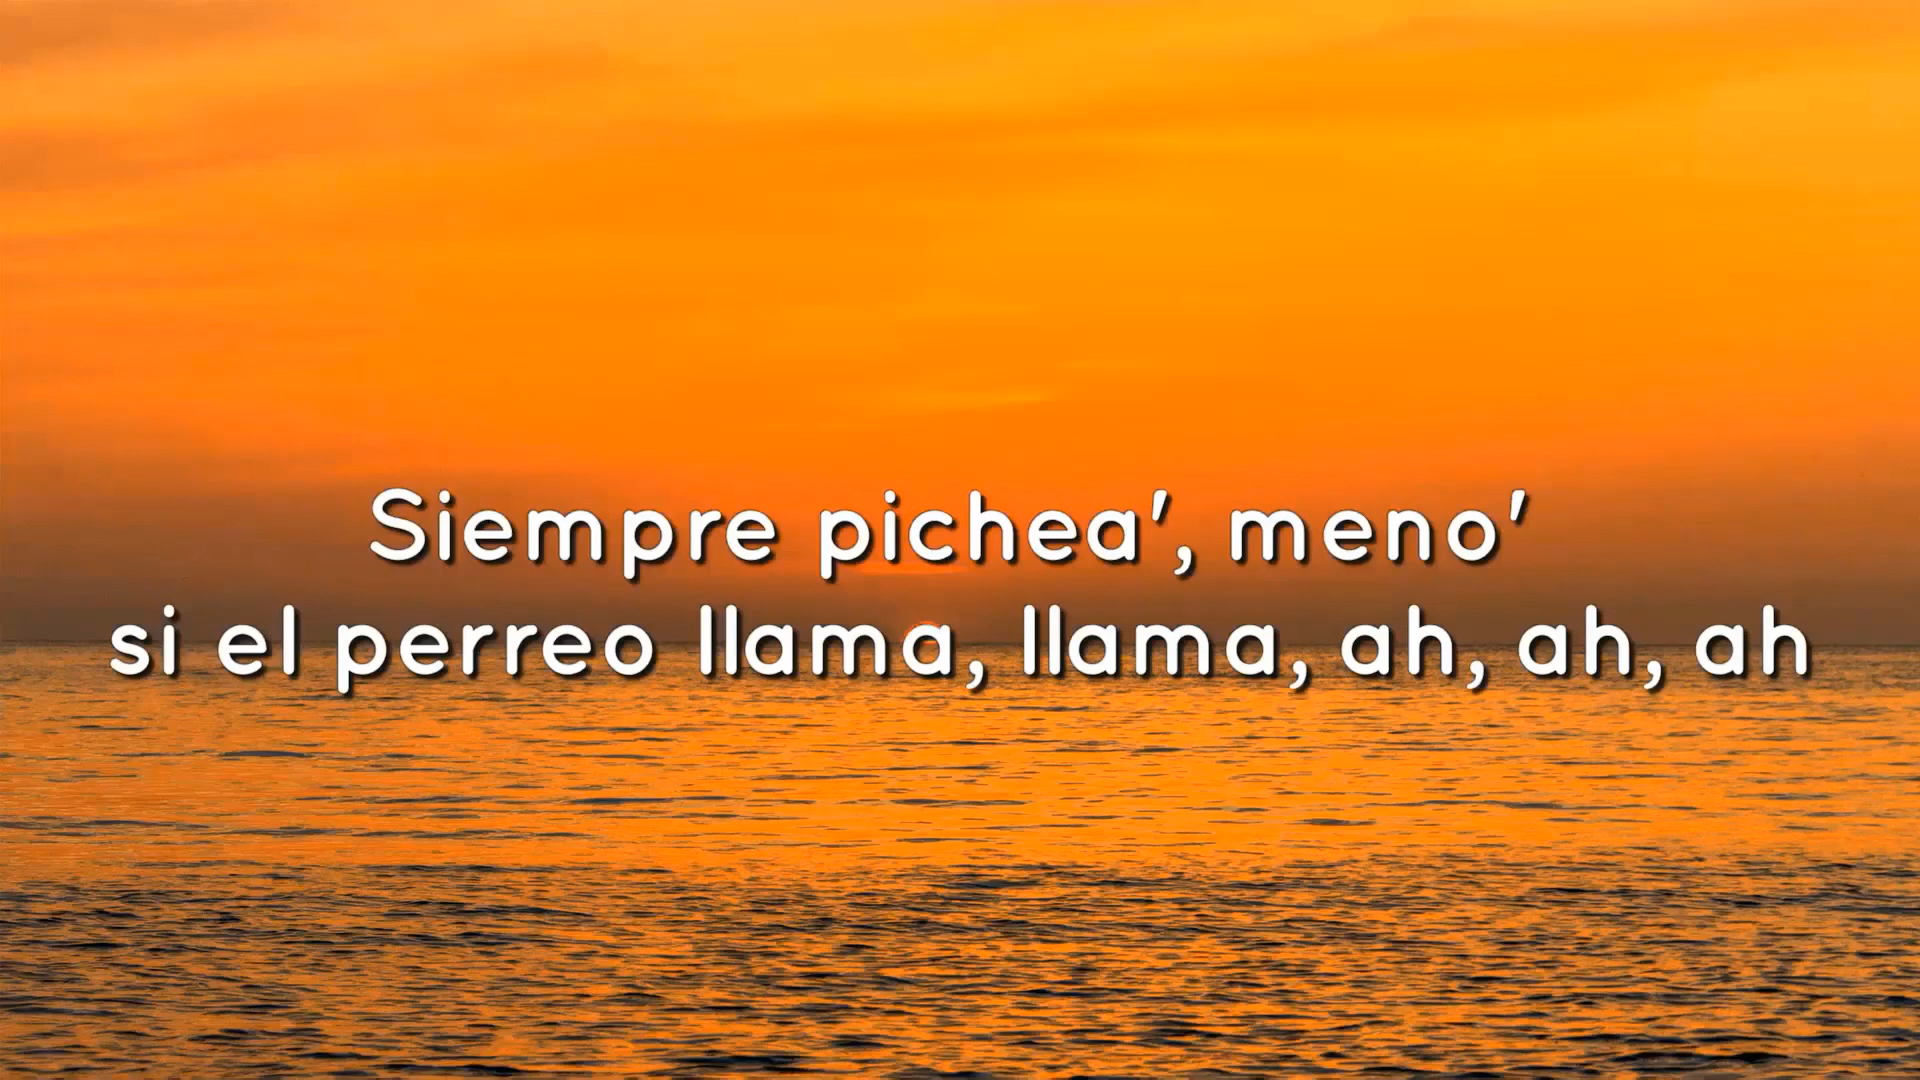 Siempre pichea', meno'
si el perreo llama, llama, ah, ah, ah